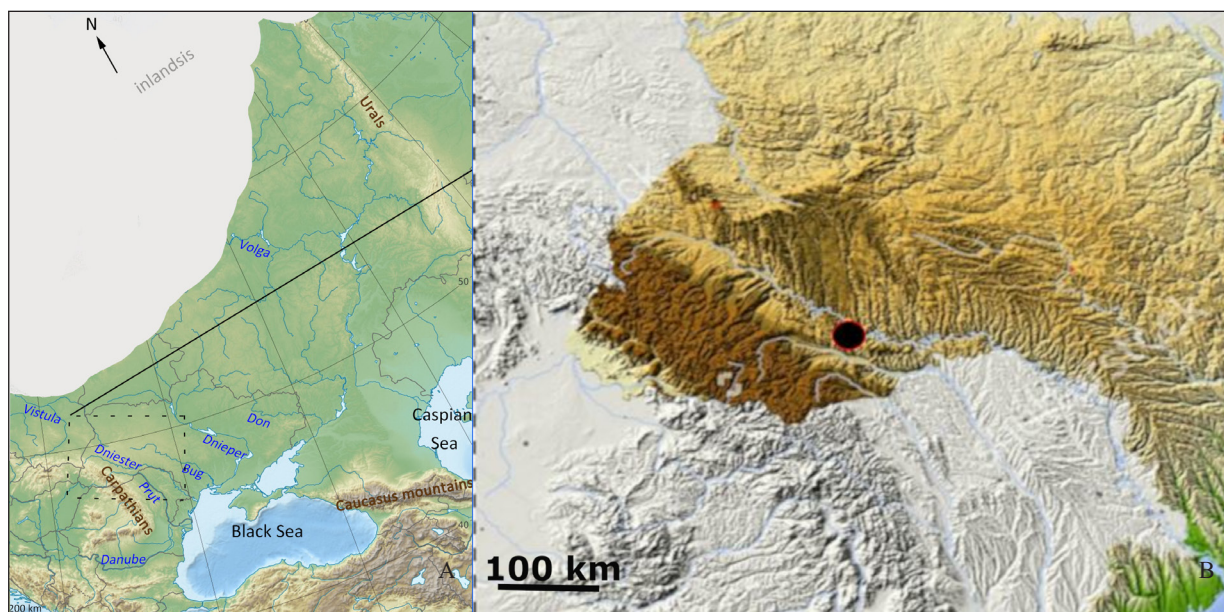 N
inlandsis
Urals
Volga
50
Vistula
Don
Caspian
Sea
Dnieper
Dniester
Bug
Prut
Carpathians
Caucasus mountains
Black Sea
40
Danube
A
200 km
100 km
B